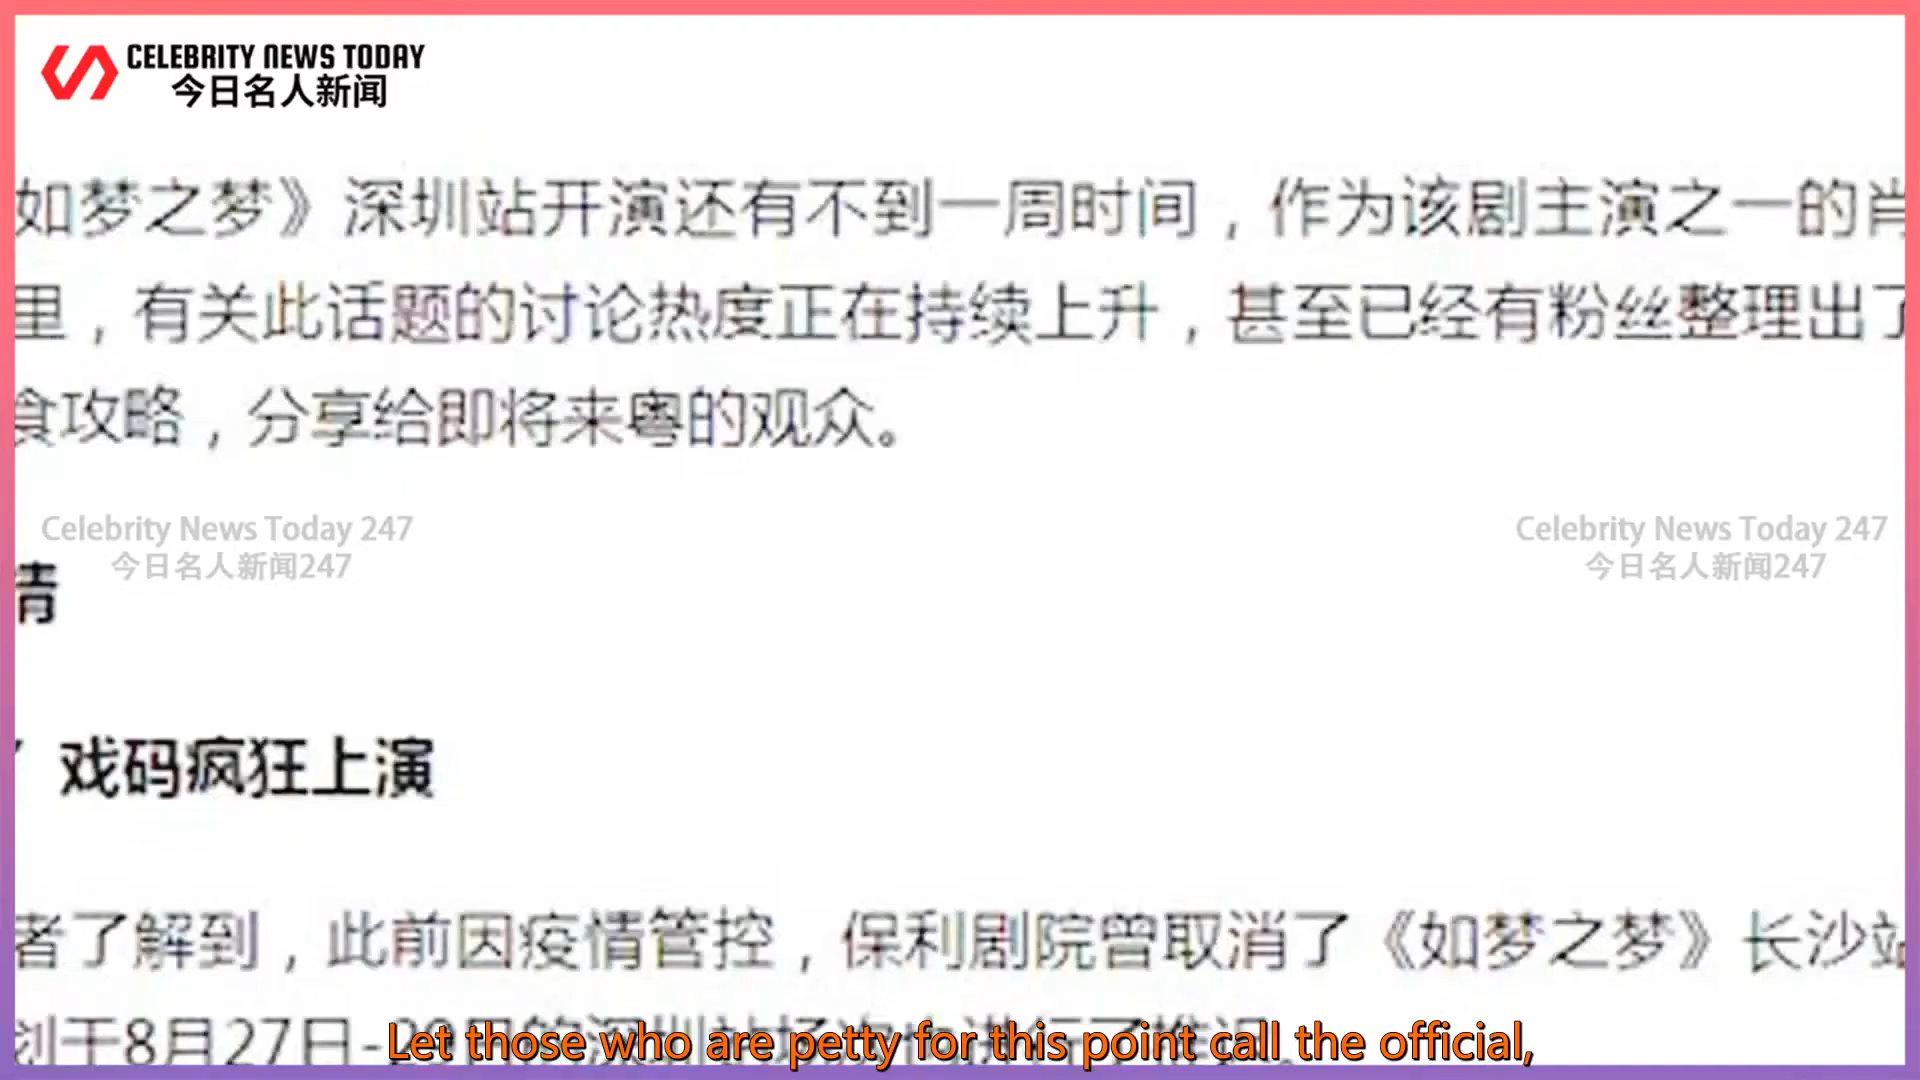 CELEBRITY NEWS TODAY
今日名人新闻
如梦之梦》深圳站开演还有不到一周时间，作为该剧主演之一的肖
里，有关此话题的讨论热度正在持续上升，甚至已经有粉丝整理出了
食攻略，分享给即将来粤的观众。
Celebrity News Today 247
今日名人新闻247
Celebrity News Today 247
今日名人新闻247
情
戏码疯狂上演
者了解到，此前因疫情管控，保利剧院曾取消了《如梦之梦》长沙站
划于8月27日-
Let those who are petty for this point call the official,